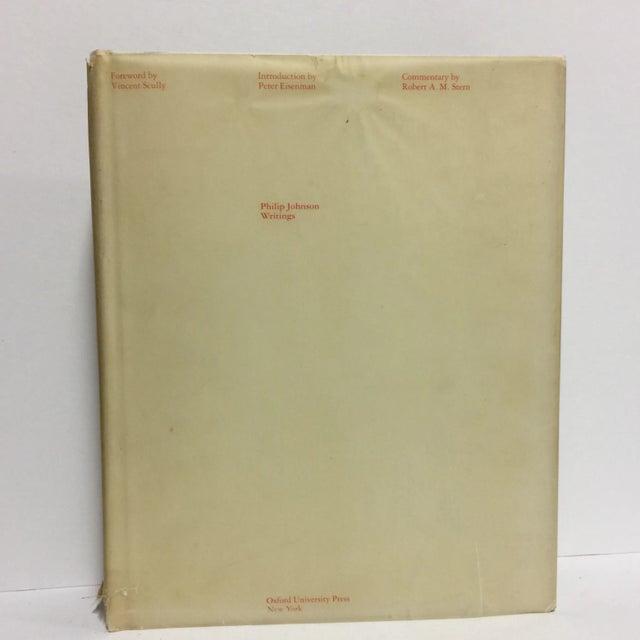 Foreword by
Vincent Scully
Introduction by
Peter Eisenman
Commentary by
Robert A. M. Stern
Philip Johnson
Writings
Oxford University Press
New York